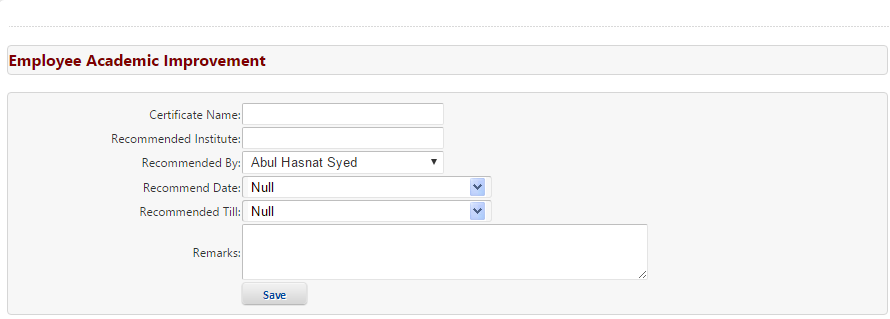 Employee Academic Improvement
Certificate Name:
Recommended Institute:
Recommended By: Abul Hasnat Syed
Recommend Date: Null
Recommended Till: Null
Remarks:
Save